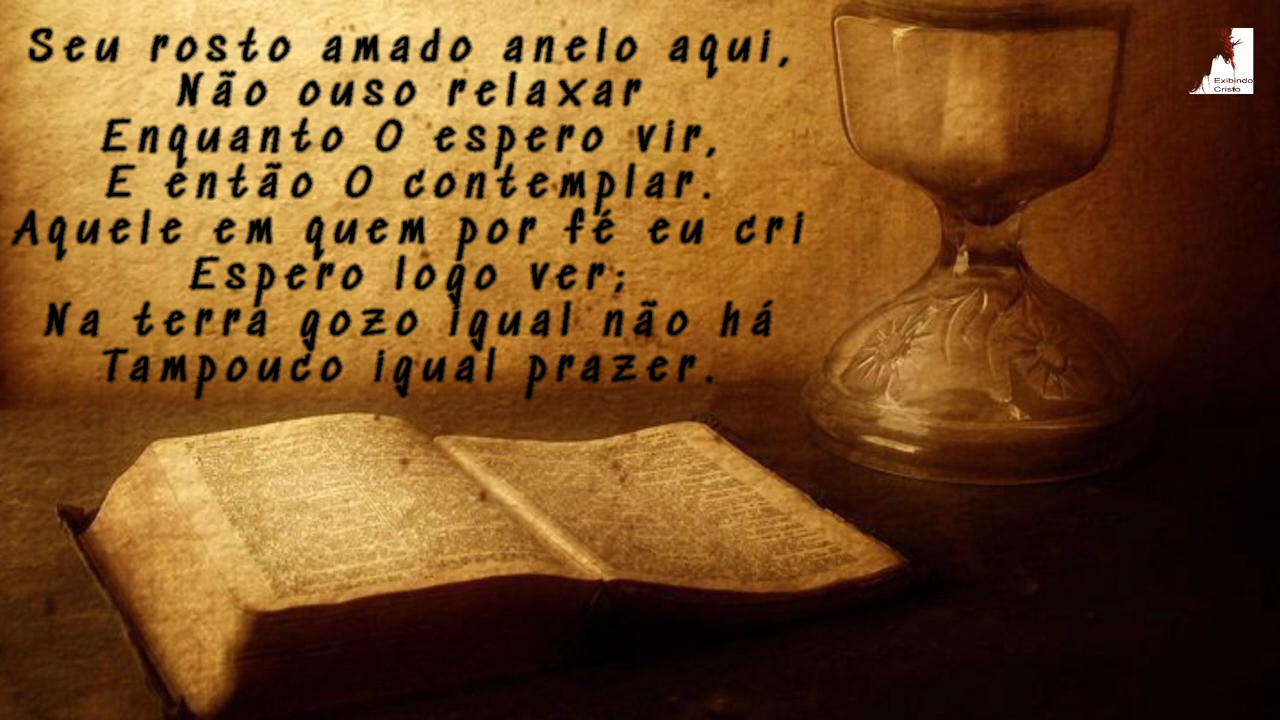 Seu rosto amado anelo aqui,
Não ouso relaxar
Enquanto O espero vir,
E então O contemplar.
Aquele em quem por fé eu cri
Espero logo ver;
Na terra gozo igual não há
Tampouco igual prazer.
Exibindo
Cristo